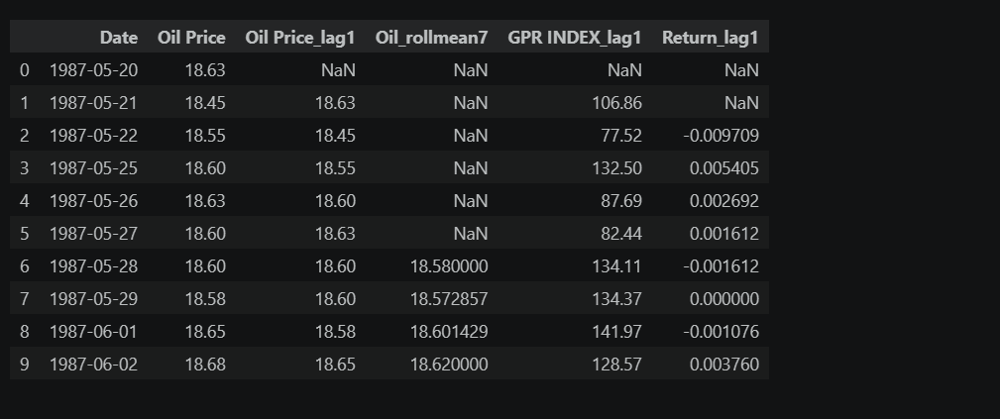 Date Oil Price Oil Price_lag1 Oil_rollmean7 GPR INDEX_lag1 Return_lag1
0 1987-05-20 18.63 NaN NaN NaN NaN
1 1987-05-21 18.45 18.63 NaN 106.86 NaN
2 1987-05-22 18.55 18.45 NaN 77.52 -0.009709
3 1987-05-25 18.60 18.55 NaN 132.50 0.005405
4 1987-05-26 18.63 18.60 NaN 87.69 0.002692
5 1987-05-27 18.60 18.63 NaN 82.44 0.001612
6 1987-05-28 18.60 18.60 18.580000 134.11 -0.001612
7 1987-05-29 18.58 18.60 18.572857 134.37 0.000000
8 1987-06-01 18.65 18.58 18.601429 141.97 -0.001076
9 1987-06-02 18.68 18.65 18.620000 128.57 0.003760